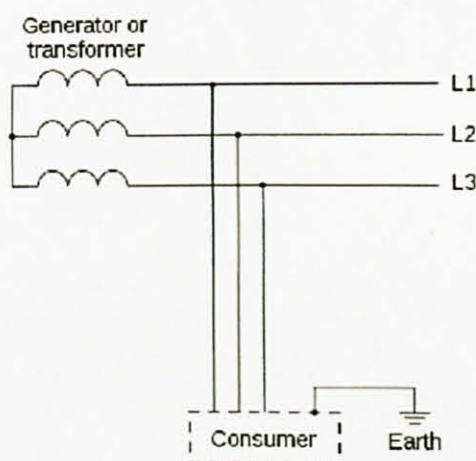 Generator or
transformer
L1
L2
L3
Consumer
Earth